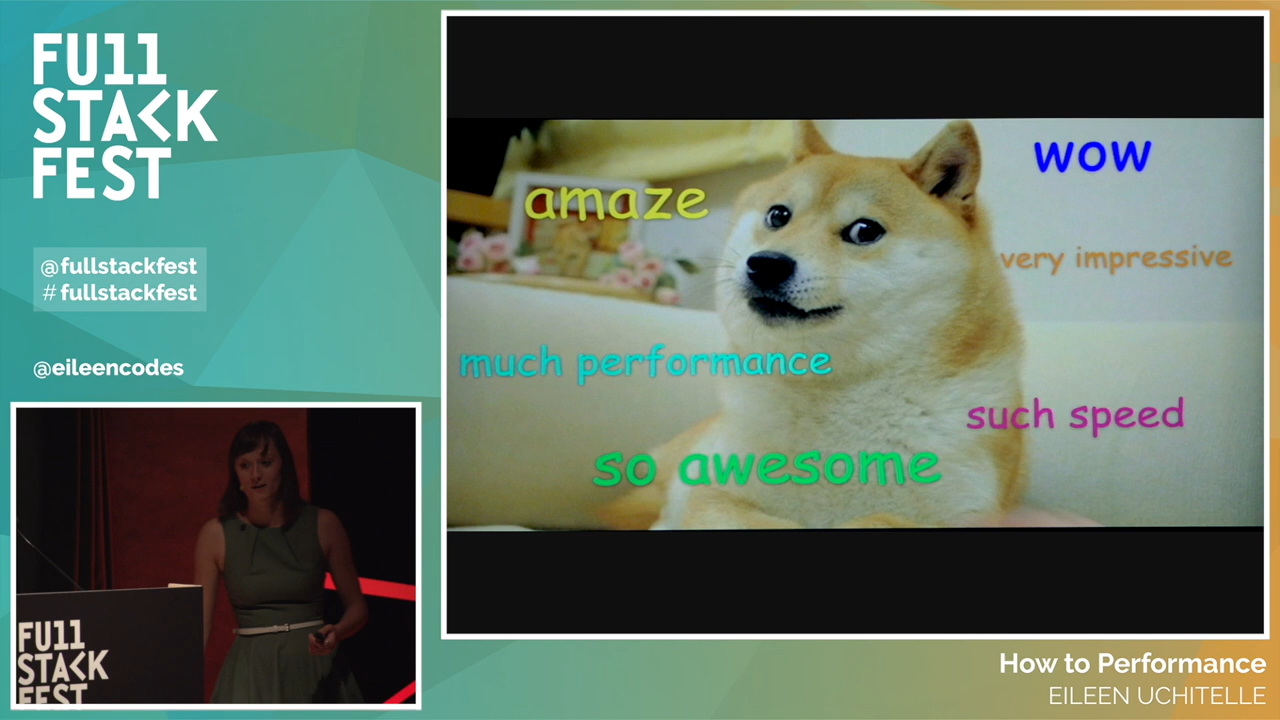 FU11
STACK
FEST
@fullstackfest
# fullstackfest
@eileencodes
FU11
STACK
FEST
wow
amaze
very impressive
much performance
such speed
so awesome
How to Performance
EILEEN UCHITELLE